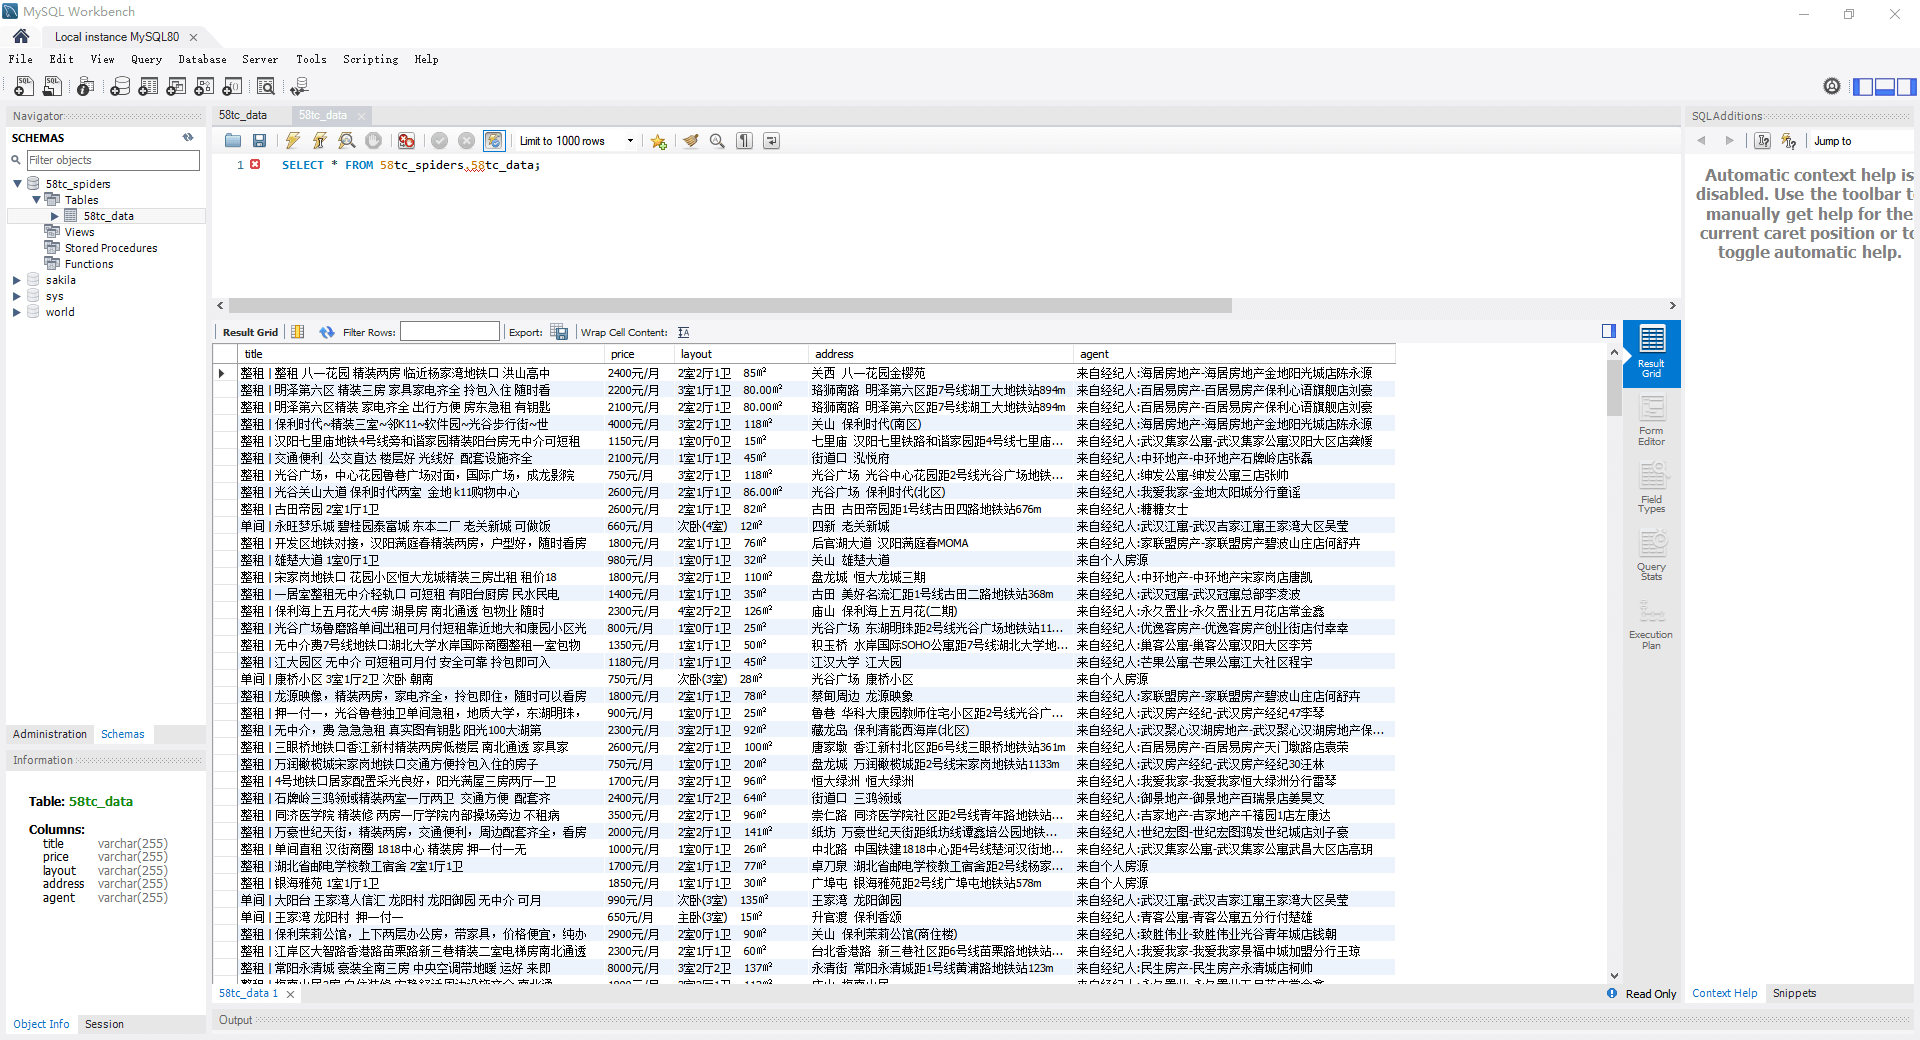 MySQL Workbench
Local instance MySQL80
File Edit View Query Database Server Tools Scripting Help
Navigator
SCHEMAS
Filter objects
58tc_spiders
Tables
58tc_data
Views
Stored Procedures
Functions
sakila
sys
world
Administration Schemas
Information
Table: 58tc_data
Columns:
title varchar(255)
price varchar(255)
layout varchar(255)
address varchar(255)
agent varchar(255)
Object Info Session
58tc_data 58tc_data
Limit to 1000 rows
1 SELECT * FROM 58tc_spiders.58tc_data;
Result Grid Filter Rows: Export: Wrap Cell Content:
title price layout address agent
整租 | 整租 八一花园 精装两房 临近杨家湾地铁口 洪山高中 2400元/月 2室2厅1卫 85㎡ 关西 八一花园金樱苑 来自经纪人:海居房地产-海居房地产金地阳光城店陈永源
整租 | 明泽第六区 精装三房 家具家电齐全 拎包入住 随时看 2200元/月 3室1厅1卫 80.00㎡ 珞狮南路 明泽第六区距7号线湖工大地铁站894m 来自经纪人:百居易房产-百居易房产保利心语旗舰店刘豪
整租 | 明泽第六区精装 家电齐全 出行方便 房东急租 有钥匙 2100元/月 2室2厅1卫 80.00㎡ 珞狮南路 明泽第六区距7号线湖工大地铁站894m 来自经纪人:百居易房产-百居易房产保利心语旗舰店刘豪
整租 | 保利时代~精装三室~邻K11~软件园~光谷步行街~世 4000元/月 3室2厅1卫 118㎡ 关山 保利时代(南区) 来自经纪人:海居房地产-海居房地产金地阳光城店陈永源
整租 | 汉阳七里庙地铁4号线旁和谐家园精装阳台房无中介可短租 1150元/月 1室0厅0卫 15㎡ 七里庙 汉阳七里铁路和谐家园距4号线七里庙... 来自经纪人:武汉集家公寓-武汉集家公寓汉阳大区店龚媛
整租 | 交通便利 公交直达 楼层好 光线好 配套设施齐全 2100元/月 2室1厅1卫 45㎡ 街道口 泓悦府 来自经纪人:中环地产-中环地产石牌岭店张磊
整租 | 光谷广场，中心花园鲁巷广场对面，国际广场，成龙影院 750元/月 3室2厅1卫 118㎡ 光谷广场 光谷中心花园距2号线光谷广场地铁... 来自经纪人:绅发公寓-绅发公寓三店张帅
整租 | 光谷关山大道 保利时代两室 金地 k11购物中心 2600元/月 2室1厅1卫 86.00㎡ 光谷广场 保利时代(北区) 来自经纪人:我爱我家-金地太阳城分行童谣
整租 | 古田帝园 2室1厅1卫 2600元/月 2室1厅1卫 82㎡ 古田 古田帝园距1号线古田四路地铁站676m 来自经纪人:糖糖女士
单间 | 永旺梦乐城 碧桂园泰富城 东本二厂 老关新城 可做饭 660元/月 次卧(4室) 12㎡ 四新 老关新城 来自经纪人:武汉江寓-武汉吉家江寓王家湾大区吴莹
整租 | 开发区地铁对接，汉阳满庭春精装两房，户型好，随时看房 1800元/月 2室1厅1卫 76㎡ 后官湖大道 汉阳满庭春MOMA 来自经纪人:家联盟房产-家联盟房产碧波山庄店何舒卉
整租 | 雄楚大道 1室0厅1卫 980元/月 1室0厅1卫 32㎡ 关山 雄楚大道 来自个人房源
整租 | 宋家岗地铁口 花园小区恒大龙城精装三房出租 租价18 1800元/月 3室2厅1卫 110㎡ 盘龙城 恒大龙城三期 来自经纪人:中环地产-中环地产宋家岗店唐凯
整租 | 一居室整租无中介轻轨口 可短租 有阳台厨房 民水民电 1400元/月 1室1厅1卫 35㎡ 古田 美好名流汇距1号线古田二路地铁站368m 来自经纪人:武汉冠寓-武汉冠寓总部李凌波
整租 | 保利海上五月花大4房 湖景房 南北通透 包物业 随时 2300元/月 4室2厅2卫 126㎡ 庙山 保利海上五月花(二期) 来自经纪人:永久置业-永久置业五月花店常金鑫
整租 | 光谷广场鲁磨路单间出租可月付短租靠近地大和康园小区光 800元/月 1室0厅1卫 25㎡ 光谷广场 东湖明珠距2号线光谷广场地铁站11... 来自经纪人:优逸客房产-优逸客房产创业街店付幸幸
整租 | 无中介费7号线地铁口湖北大学水岸国际商圈整租一室包物 1350元/月 1室1厅1卫 50㎡ 积玉桥 水岸国际SOHO公寓距7号线湖北大学地... 来自经纪人:巢客公寓-巢客公寓汉阳大区李芳
整租 | 江大园区 无中介 可短租可月付 安全可靠 拎包即可入 1180元/月 1室1厅1卫 45㎡ 江汉大学 江大园 来自经纪人:芒果公寓-芒果公寓江大社区程宇
单间 | 康桥小区 3室1厅2卫 次卧 朝南 750元/月 次卧(3室) 28㎡ 光谷广场 康桥小区 来自个人房源
整租 | 龙源映像，精装两房，家电齐全，拎包即住，随时可以看房 1800元/月 2室1厅1卫 78㎡ 蔡甸周边 龙源映象 来自经纪人:家联盟房产-家联盟房产碧波山庄店何舒卉
整租 | 押一付一，光谷鲁巷独卫单间急租，地质大学，东湖明珠， 900元/月 1室0厅1卫 25㎡ 鲁巷 华科大康园教师住宅小区距2号线光谷广... 来自经纪人:武汉房产经纪-武汉房产经纪47李琴
整租 | 无中介，费 急急急租 真实图有钥匙 阳光100大湖第 2300元/月 3室2厅1卫 92㎡ 藏龙岛 保利清能西海岸(北区) 来自经纪人:武汉聚心汉湖房地产-武汉聚心汉湖房地产保...
整租 | 三眼桥地铁口香江新村精装两房低楼层 南北通透 家具家 2600元/月 2室2厅1卫 100㎡ 唐家墩 香江新村北区距6号线三眼桥地铁站361m 来自经纪人:百居易房产-百居易房产天门墩路店袁荣
整租 | 万润橄榄城宋家岗地铁口交通方便拎包入住的房子 750元/月 1室0厅1卫 20㎡ 盘龙城 万润橄榄城距2号线宋家岗地铁站1133m 来自经纪人:武汉房产经纪-武汉房产经纪30汪林
整租 | 4号地铁口居家配置采光良好，阳光满屋三房两厅一卫 1700元/月 3室2厅1卫 96㎡ 恒大绿洲 恒大绿洲 来自经纪人:我爱我家-我爱我家恒大绿洲分行雷琴
整租 | 石牌岭三鸿领域精装两室一厅两卫 交通方便 配套齐 2400元/月 2室1厅2卫 64㎡ 街道口 三鸿领域 来自经纪人:御景地产-御景地产百瑞景店姜昊文
整租 | 同济医学院 精装修 两房一厅学院内部操场旁边 不租病 3500元/月 2室2厅1卫 96㎡ 崇仁路 同济医学院社区距2号线青年路地铁站... 来自经纪人:吉家地产-吉家地产千禧园1店左康达
整租 | 万豪世纪天街，精装两房，交通便利，周边配套齐全，看房 2000元/月 2室2厅1卫 141㎡ 纸坊 万豪世纪天街距纸坊线谭鑫培公园地铁... 来自经纪人:世纪宏图-世纪宏图鸿发世纪城店刘子豪
整租 | 单间直租 汉街商圈 1818中心 精装房 押一付一无 1000元/月 1室0厅1卫 26㎡ 中北路 中国铁建1818中心距4号线楚河汉街地... 来自经纪人:武汉集家公寓-武汉集家公寓武昌大区店高玥
整租 | 湖北省邮电学校教工宿舍 2室1厅1卫 1700元/月 2室1厅1卫 77㎡ 卓刀泉 湖北省邮电学校教工宿舍距2号线杨家... 来自个人房源
整租 | 银海雅苑 1室1厅1卫 1850元/月 1室1厅1卫 30㎡ 广埠屯 银海雅苑距2号线广埠屯地铁站578m 来自个人房源
单间 | 大阳台 王家湾人信汇 龙阳村 龙阳御园 无中介 可月 990元/月 次卧(3室) 135㎡ 王家湾 龙阳御园 来自经纪人:武汉江寓-武汉吉家江寓王家湾大区吴莹
单间 | 王家湾 龙阳村 押一付一 650元/月 主卧(3室) 15㎡ 升官渡 保利香颂 来自经纪人:青客公寓-青客公寓五分行付楚雄
整租 | 保利茉莉公馆，上下两层办公房，带家具，价格便宜，纯办 2900元/月 2室0厅1卫 90㎡ 关山 保利茉莉公馆(商住楼) 来自经纪人:致胜伟业-致胜伟业光谷青年城店钱朝
整租 | 江岸区大智路香港路苗栗路新三巷精装二室电梯房南北通透 2300元/月 2室1厅1卫 60㎡ 台北香港路 新三巷社区距6号线苗栗路地铁站... 来自经纪人:我爱我家-我爱我家景福中城加盟分行王琼
整租 | 常阳永清城 豪装全南三房 中央空调带地暖 运好 来即 8000元/月 3室2厅2卫 137㎡ 永清街 常阳永清城距1号线黄浦路地铁站123m 来自经纪人:民生房产-民生房产永清城店柯帅
58tc_data 1
Read Only
Output
Result Grid
Form Editor
Field Types
Query Stats
Execution Plan
SQLAdditions
Jump to
Automatic context help is
disabled. Use the toolbar t
manually get help for the
current caret position or to
toggle automatic help.
Context Help Snippets